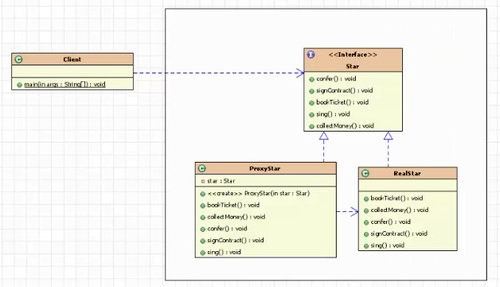 Client
main(in args : String[]) : void
<<Interface>>
Star
confer() : void
signContract() : void
bookTicket() : void
sing() : void
collectMoney() : void
ProxyStar
star : Star
<<create>> ProxyStar(in star : Star)
bookTicket() : void
collectMoney() : void
confer() : void
signContract() : void
sing() : void
RealStar
bookTicket() : void
collectMoney() : void
confer() : void
signContract() : void
sing() : void